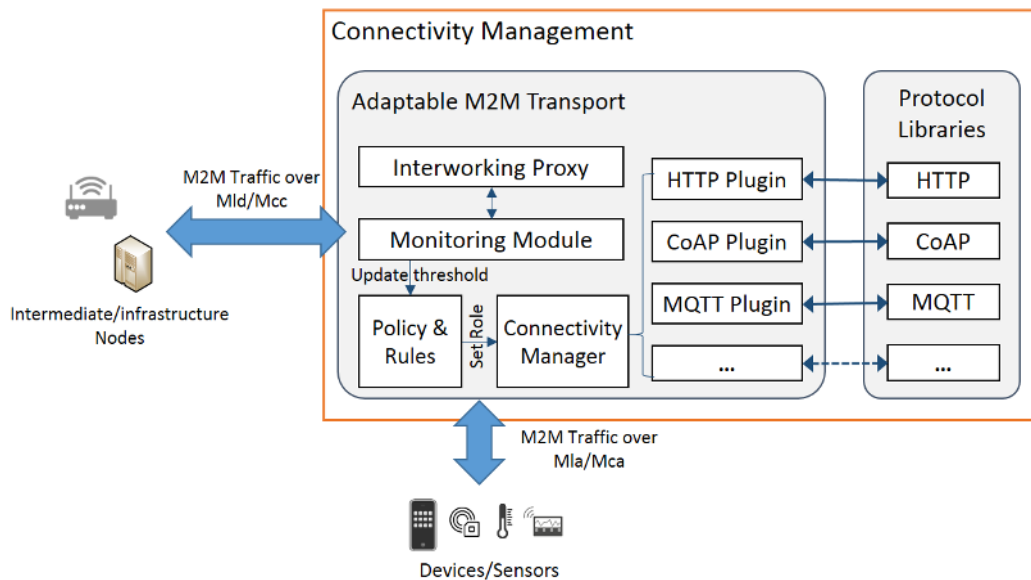 Connectivity Management
Adaptable M2M Transport
Protocol
Libraries
Interworking Proxy
HTTP Plugin
HTTP
M2M Traffic over
Mld/Mcc
Monitoring Module
CoAP Plugin
CoAP
Update threshold
Intermediate/infrastructure
Nodes
Policy &
Rules
Set Role
Connectivity
Manager
MQTT Plugin
MQTT
...
...
M2M Traffic over
Mla/Mca
Devices/Sensors